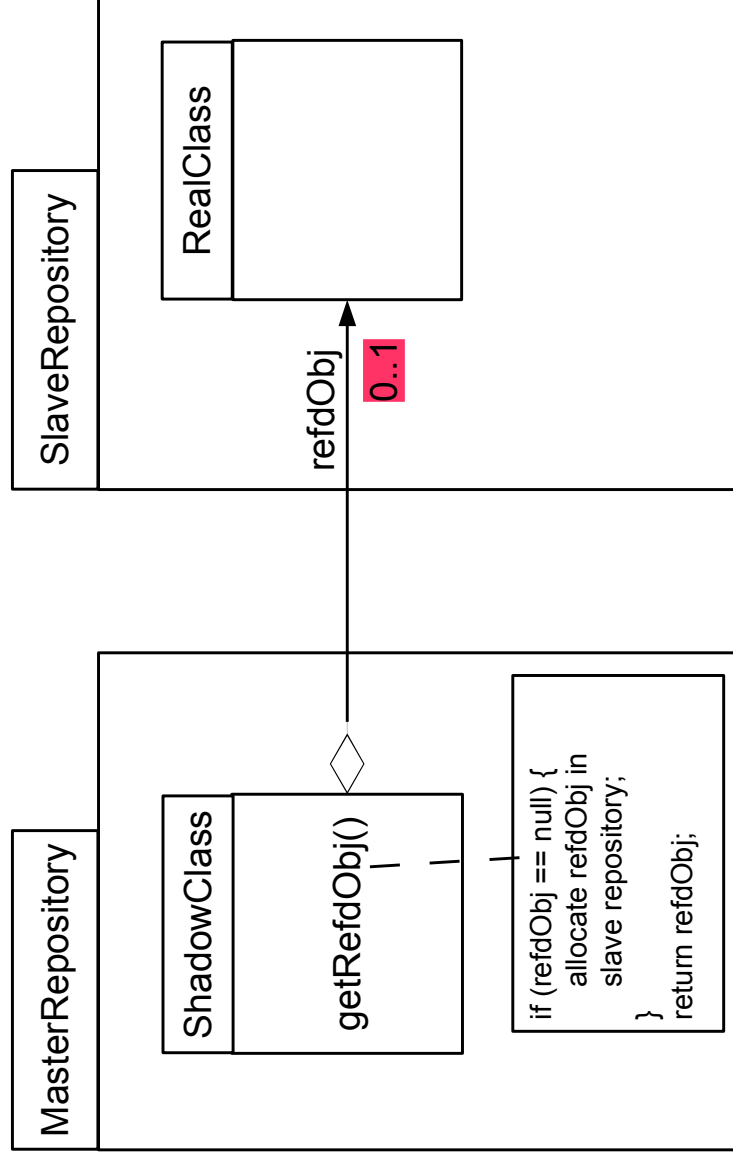 MasterRepository
SlaveRepository
ShadowClass
RealClass
getRefdObj()
refdObj
0..1
if (refdObj == null) {
allocate refdObj in
slave repository;
}
return refdObj;